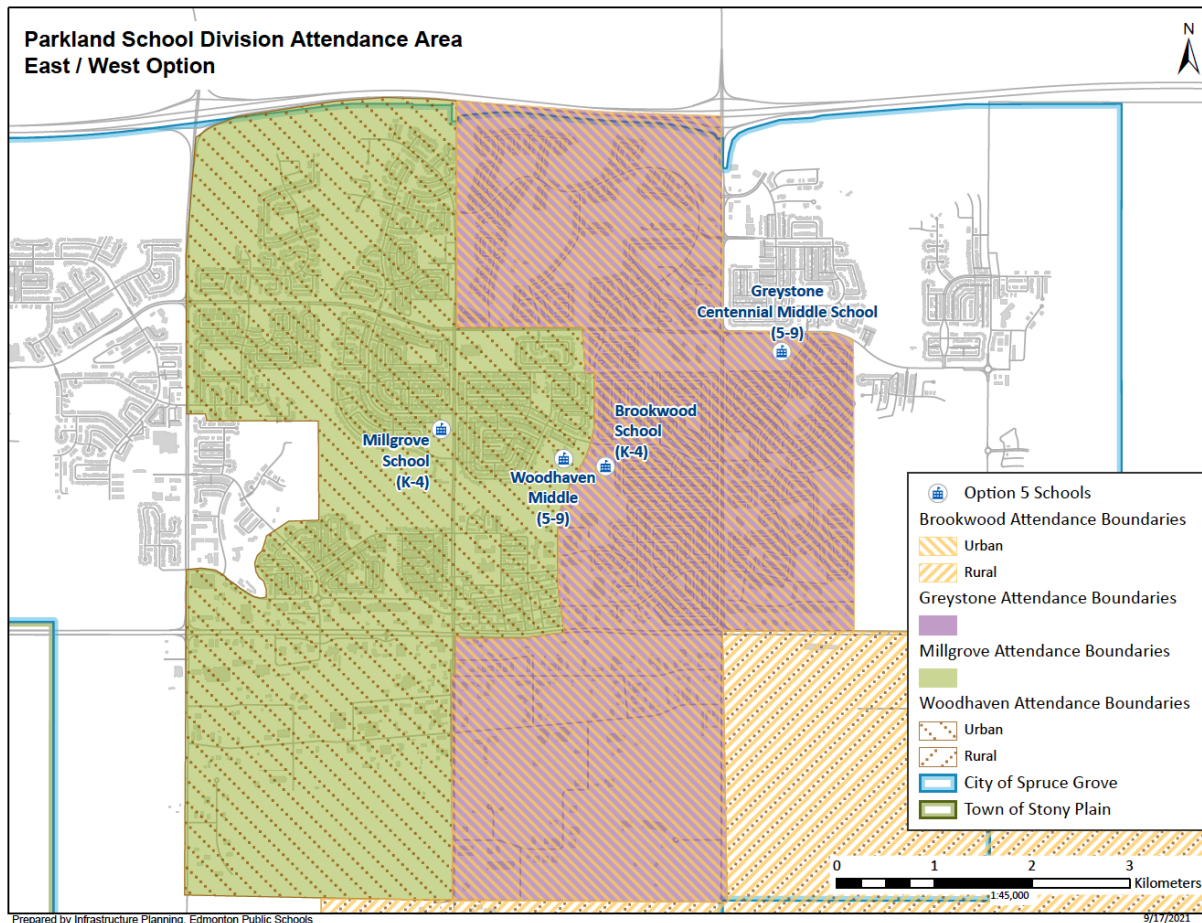 Parkland School Division Attendance Area
East / West Option
N
Greystone
Centennial Middle School
(5-9)
Brookwood
School
(K-4)
Millgrove
School
(K-4)
Woodhaven
Middle
(5-9)
Option 5 Schools
Brookwood Attendance Boundaries
Urban
Rural
Greystone Attendance Boundaries
Millgrove Attendance Boundaries
Woodhaven Attendance Boundaries
Urban
Rural
City of Spruce Grove
Town of Stony Plain
0 1 2 3
Kilometers
1:45,000
Prepared by Infrastructure Planning, Edmonton Public Schools
9/17/2021